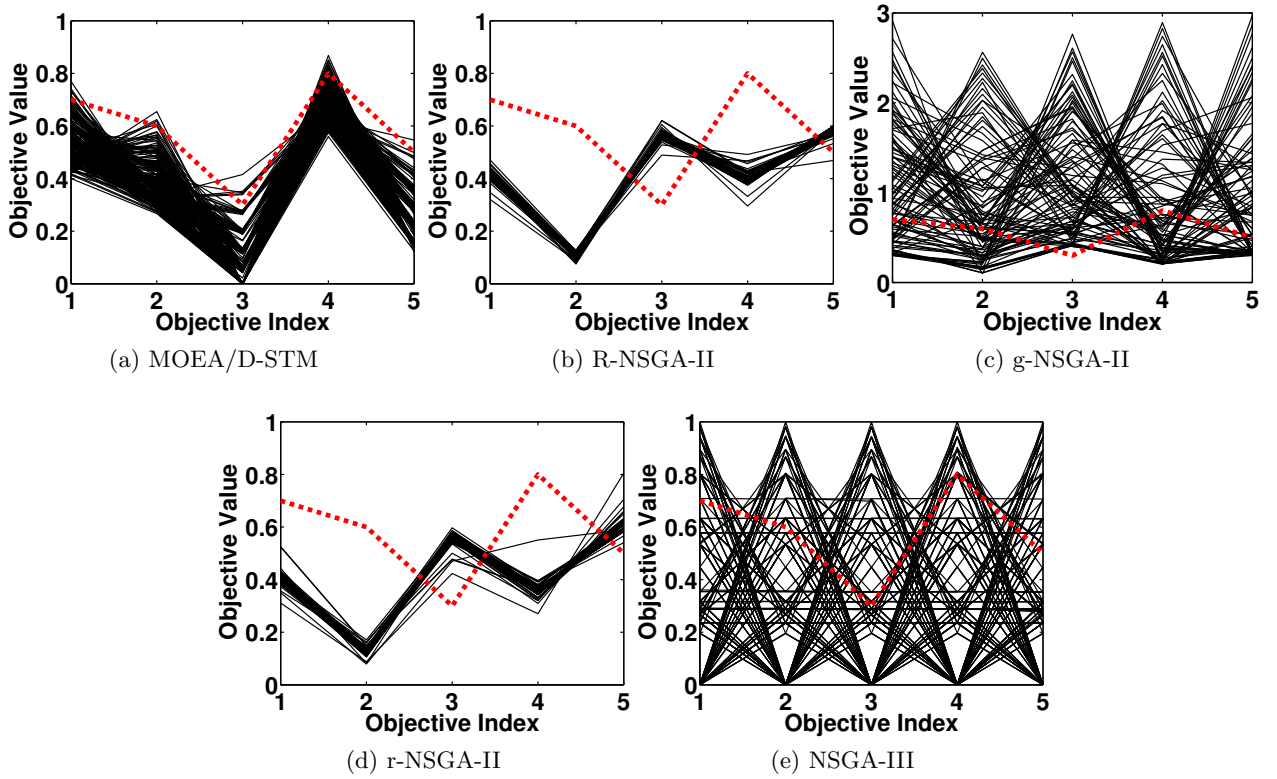 1
0.8
0.6
0.4
0.2
0
Objective Value
1 2 3 4 5
Objective Index
(a) MOEA/D-STM
1
0.8
0.6
0.4
0.2
0
Objective Value
1 2 3 4 5
Objective Index
(b) R-NSGA-II
3
2
1
0
Objective Value
1 2 3 4 5
Objective Index
(c) g-NSGA-II
1
0.8
0.6
0.4
0.2
0
Objective Value
1 2 3 4 5
Objective Index
(d) r-NSGA-II
1
0.8
0.6
0.4
0.2
0
Objective Value
1 2 3 4 5
Objective Index
(e) NSGA-III